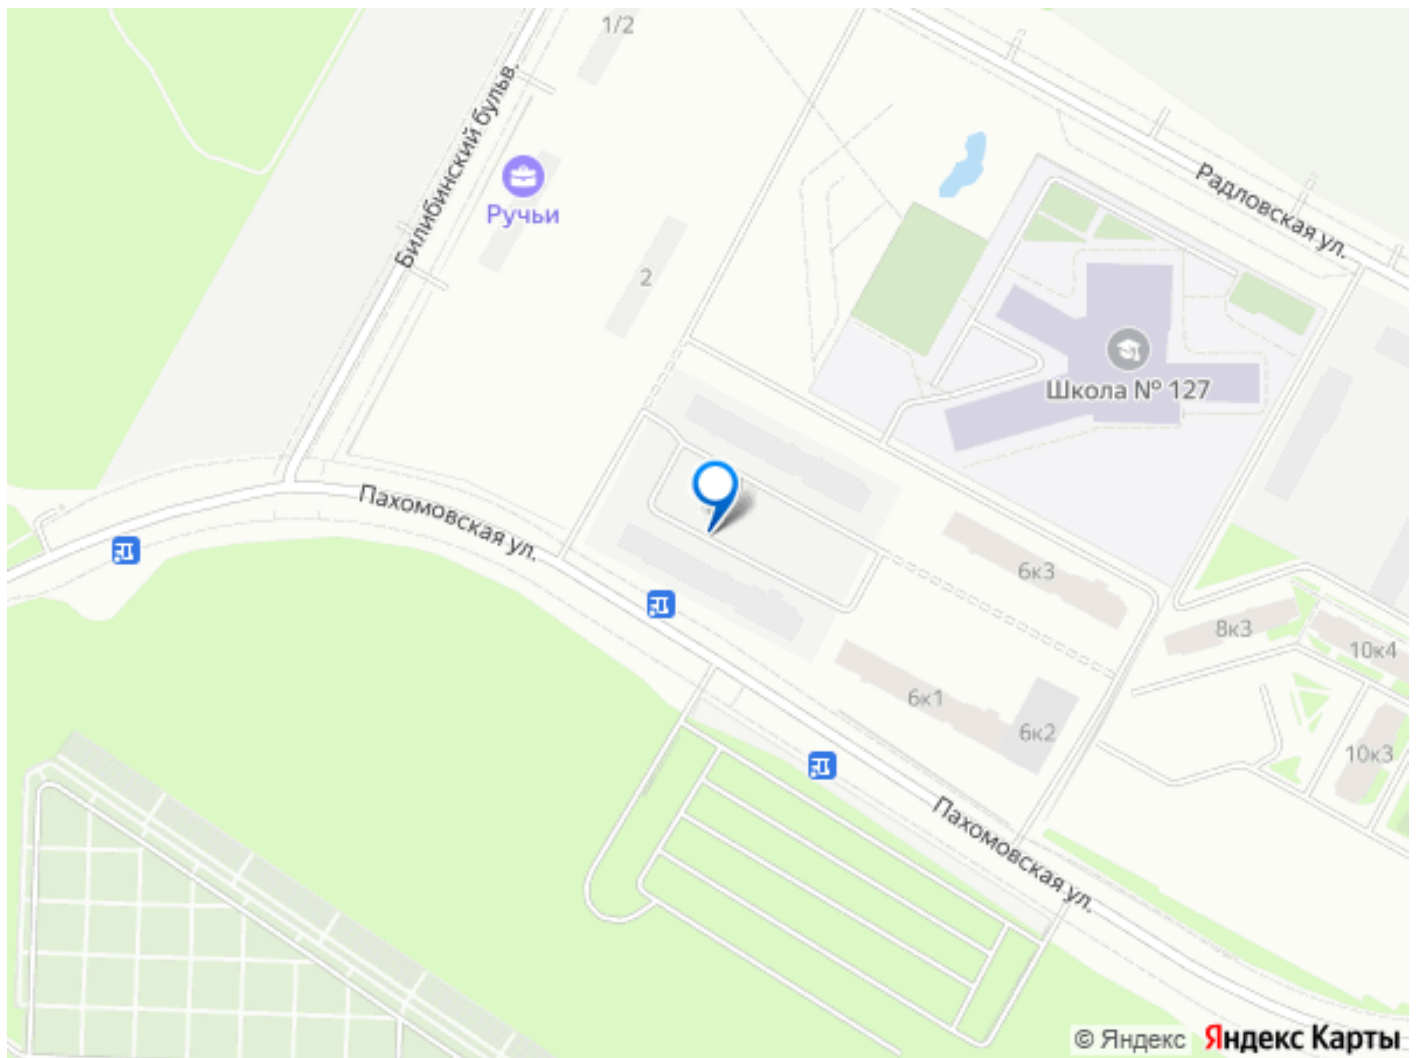 1/2
Билибинский бульв.
Ручьи
2
Радловская ул.
Школа № 127
Пахомовская ул.
6к3
8к3
10к4
6к1
6к2
10к3
Пахомовская ул.
© Яндекс Яндекс Карты